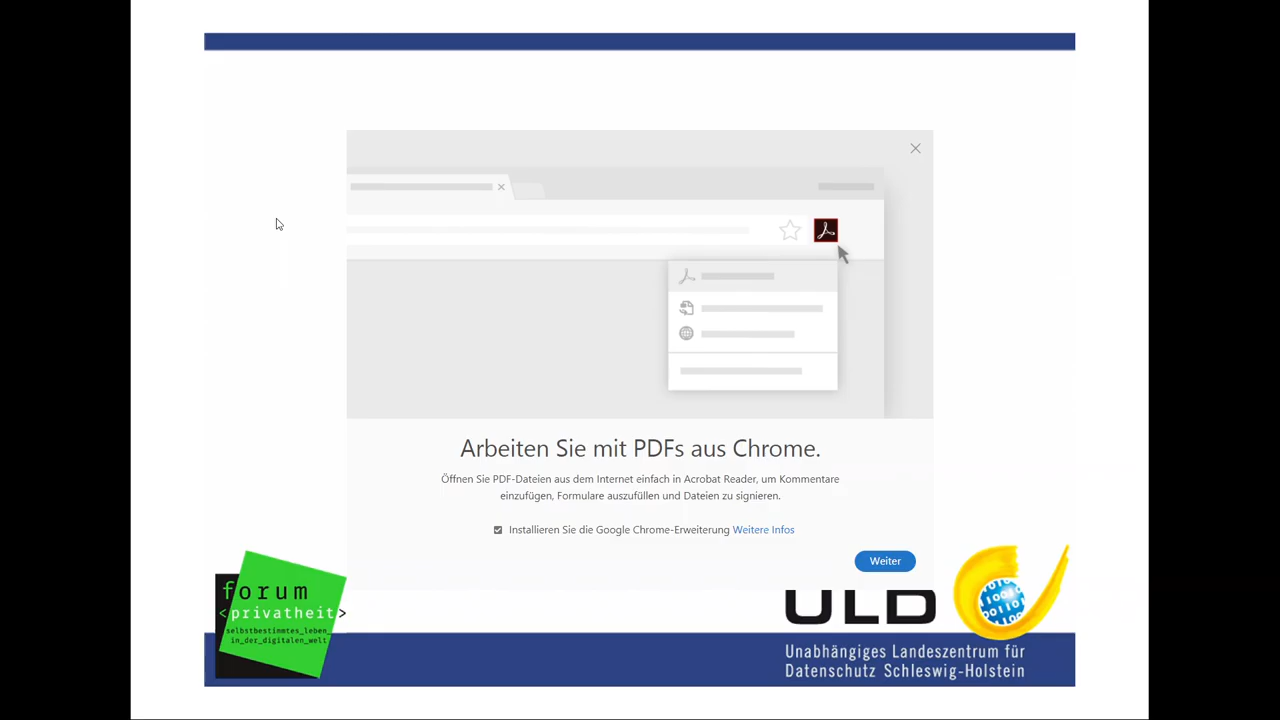 Arbeiten Sie mit PDFs aus Chrome.
Öffnen Sie PDF-Dateien aus dem Internet einfach in Acrobat Reader, um Kommentare
einzufügen, Formulare auszufüllen und Dateien zu signieren.
Installieren Sie die Google Chrome-Erweiterung Weitere Infos
Weiter
forum
<privatheit>
selbstbestimmtes_leben_
in_der_digitalen_welt
ULD
Unabhängiges Landeszentrum für
Datenschutz Schleswig-Holstein